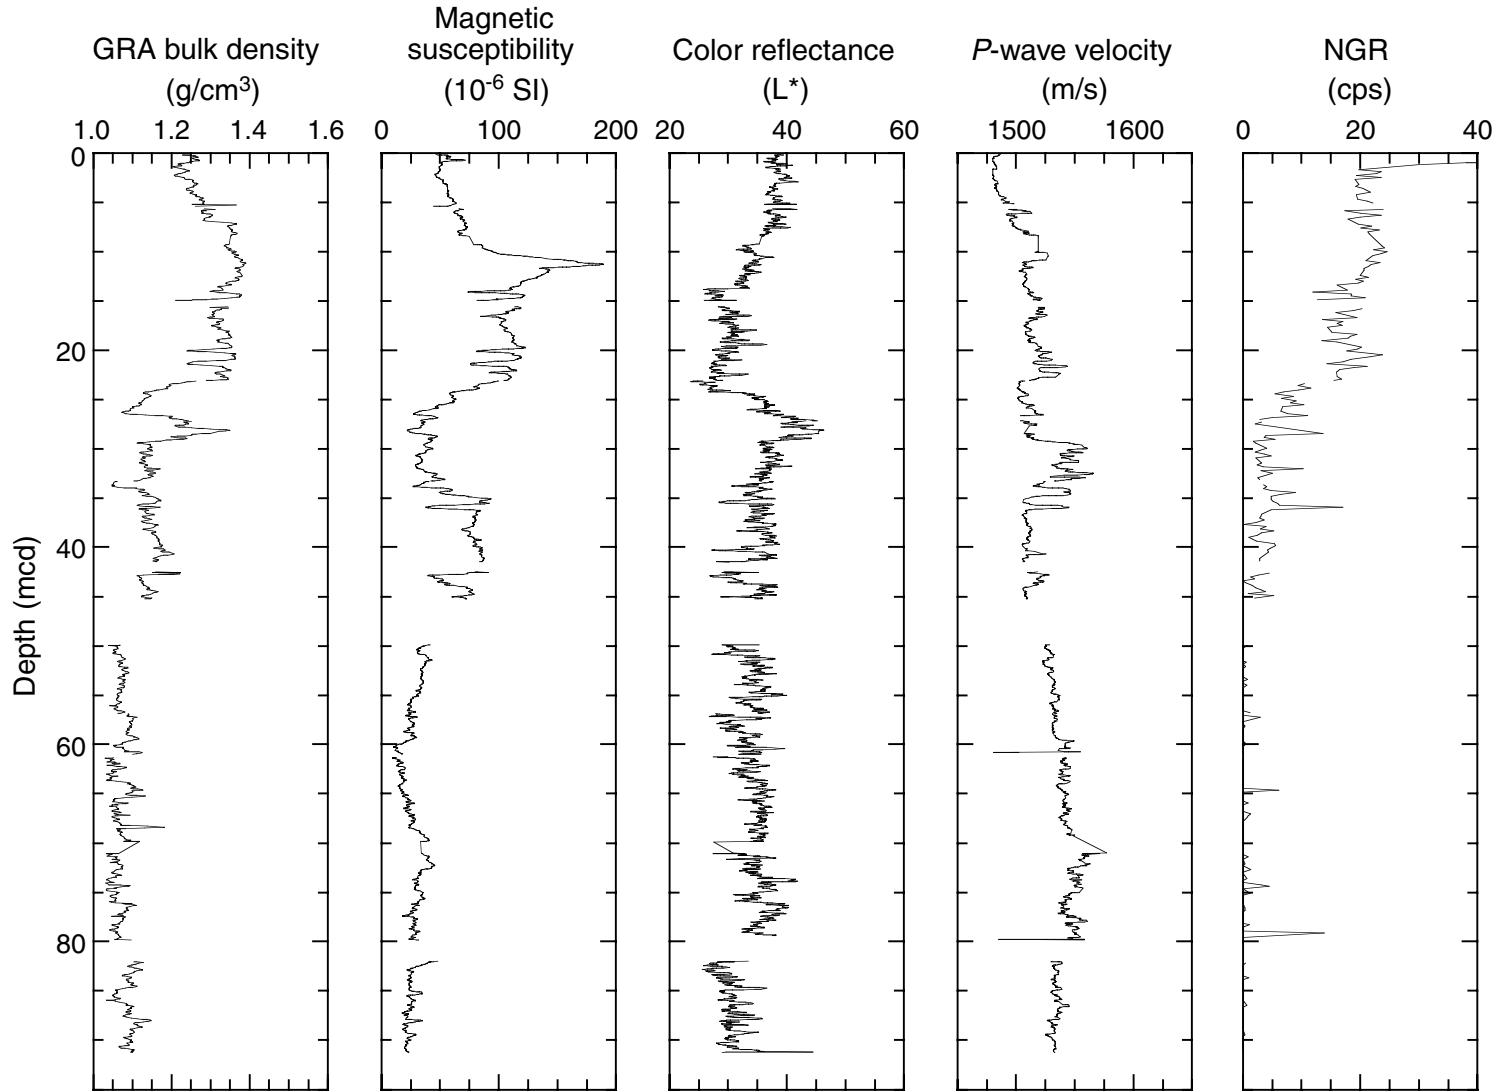 GRA bulk density
(g/cm³)
1.0 1.2 1.4 1.6
Magnetic
susceptibility
(10⁻⁶ SI)
0 100 200
Color reflectance
(L*)
20 40 60
P-wave velocity
(m/s)
1500 1600
NGR
(cps)
0 20 40
Depth (mcd)
0
20
40
60
80